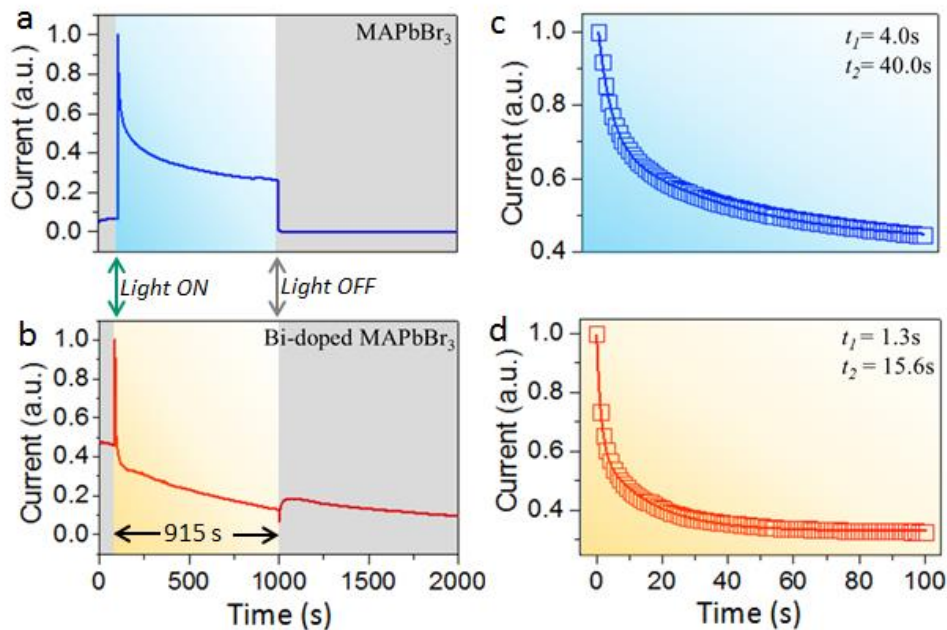 a
MAPbBr3
Current (a.u.)
1.0
0.8
0.6
0.4
0.2
0.0
Light ON
Light OFF
b
Bi-doped MAPbBr3
Current (a.u.)
1.0
0.8
0.6
0.4
0.2
0.0
915 s
0 500 1000 1500 2000
Time (s)
c
t1= 4.0s
t2= 40.0s
Current (a.u.)
1.0
0.8
0.6
0.4
d
t1 = 1.3s
t2 = 15.6s
Current (a.u.)
1.0
0.8
0.6
0.4
0 20 40 60 80 100
Time (s)